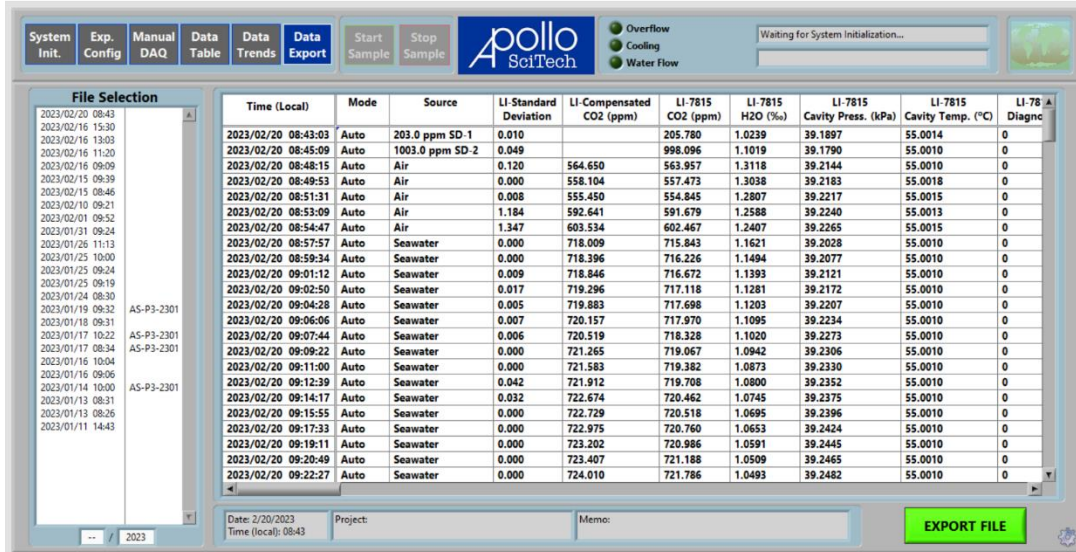 System Init. Exp. Config Manual DAQ Data Table Data Trends Data Export Start Sample Stop Sample
Apollo SciTech
Overflow
Cooling
Water Flow
Waiting for System Initialization...
File Selection
2023/02/20 08:43
2023/02/16 15:30
2023/02/16 13:03
2023/02/16 11:20
2023/02/16 09:09
2023/02/15 09:39
2023/02/15 08:46
2023/02/10 09:21
2023/02/01 09:52
2023/01/31 09:24
2023/01/26 11:13
2023/01/25 10:00
2023/01/25 09:24
2023/01/25 09:19
2023/01/24 08:30
2023/01/19 09:32 AS-P3-2301
2023/01/18 09:31
2023/01/17 10:22 AS-P3-2301
2023/01/17 08:34 AS-P3-2301
2023/01/16 10:04
2023/01/16 09:06
2023/01/14 10:00 AS-P3-2301
2023/01/13 08:31
2023/01/13 08:26
2023/01/11 14:43
-- / 2023
Time (Local) Mode Source LI-Standard Deviation LI-Compensated CO2 (ppm) LI-7815 CO2 (ppm) LI-7815 H2O (‰) LI-7815 Cavity Press. (kPa) LI-7815 Cavity Temp. (°C) LI-78 Diagno
2023/02/20 08:43:03 Auto 203.0 ppm SD-1 0.010 205.780 1.0239 39.1897 55.0014 0
2023/02/20 08:45:09 Auto 1003.0 ppm SD-2 0.049 998.096 1.1019 39.1790 55.0010 0
2023/02/20 08:48:15 Auto Air 0.120 564.650 563.957 1.3118 39.2144 55.0010 0
2023/02/20 08:49:53 Auto Air 0.000 558.104 557.473 1.3038 39.2183 55.0018 0
2023/02/20 08:51:31 Auto Air 0.008 555.450 554.845 1.2807 39.2217 55.0015 0
2023/02/20 08:53:09 Auto Air 1.184 592.641 591.679 1.2588 39.2240 55.0013 0
2023/02/20 08:54:47 Auto Air 1.347 603.534 602.467 1.2407 39.2265 55.0015 0
2023/02/20 08:57:57 Auto Seawater 0.000 718.009 715.843 1.1621 39.2028 55.0010 0
2023/02/20 08:59:34 Auto Seawater 0.000 718.396 716.226 1.1494 39.2077 55.0010 0
2023/02/20 09:01:12 Auto Seawater 0.009 718.846 716.672 1.1393 39.2121 55.0010 0
2023/02/20 09:02:50 Auto Seawater 0.017 719.296 717.118 1.1281 39.2172 55.0010 0
2023/02/20 09:04:28 Auto Seawater 0.005 719.883 717.698 1.1203 39.2207 55.0010 0
2023/02/20 09:06:06 Auto Seawater 0.007 720.157 717.970 1.1095 39.2234 55.0010 0
2023/02/20 09:07:44 Auto Seawater 0.006 720.519 718.328 1.1020 39.2273 55.0010 0
2023/02/20 09:09:22 Auto Seawater 0.000 721.265 719.067 1.0942 39.2306 55.0010 0
2023/02/20 09:11:00 Auto Seawater 0.000 721.583 719.382 1.0873 39.2330 55.0010 0
2023/02/20 09:12:39 Auto Seawater 0.042 721.912 719.708 1.0800 39.2352 55.0010 0
2023/02/20 09:14:17 Auto Seawater 0.032 722.674 720.462 1.0745 39.2375 55.0010 0
2023/02/20 09:15:55 Auto Seawater 0.000 722.729 720.518 1.0695 39.2396 55.0010 0
2023/02/20 09:17:33 Auto Seawater 0.000 722.975 720.760 1.0653 39.2424 55.0010 0
2023/02/20 09:19:11 Auto Seawater 0.000 723.202 720.986 1.0591 39.2445 55.0010 0
2023/02/20 09:20:49 Auto Seawater 0.000 723.407 721.188 1.0509 39.2465 55.0010 0
2023/02/20 09:22:27 Auto Seawater 0.000 724.010 721.786 1.0493 39.2482 55.0010 0
Date: 2/20/2023
Time (local): 08:43
Project:
Memo:
EXPORT FILE